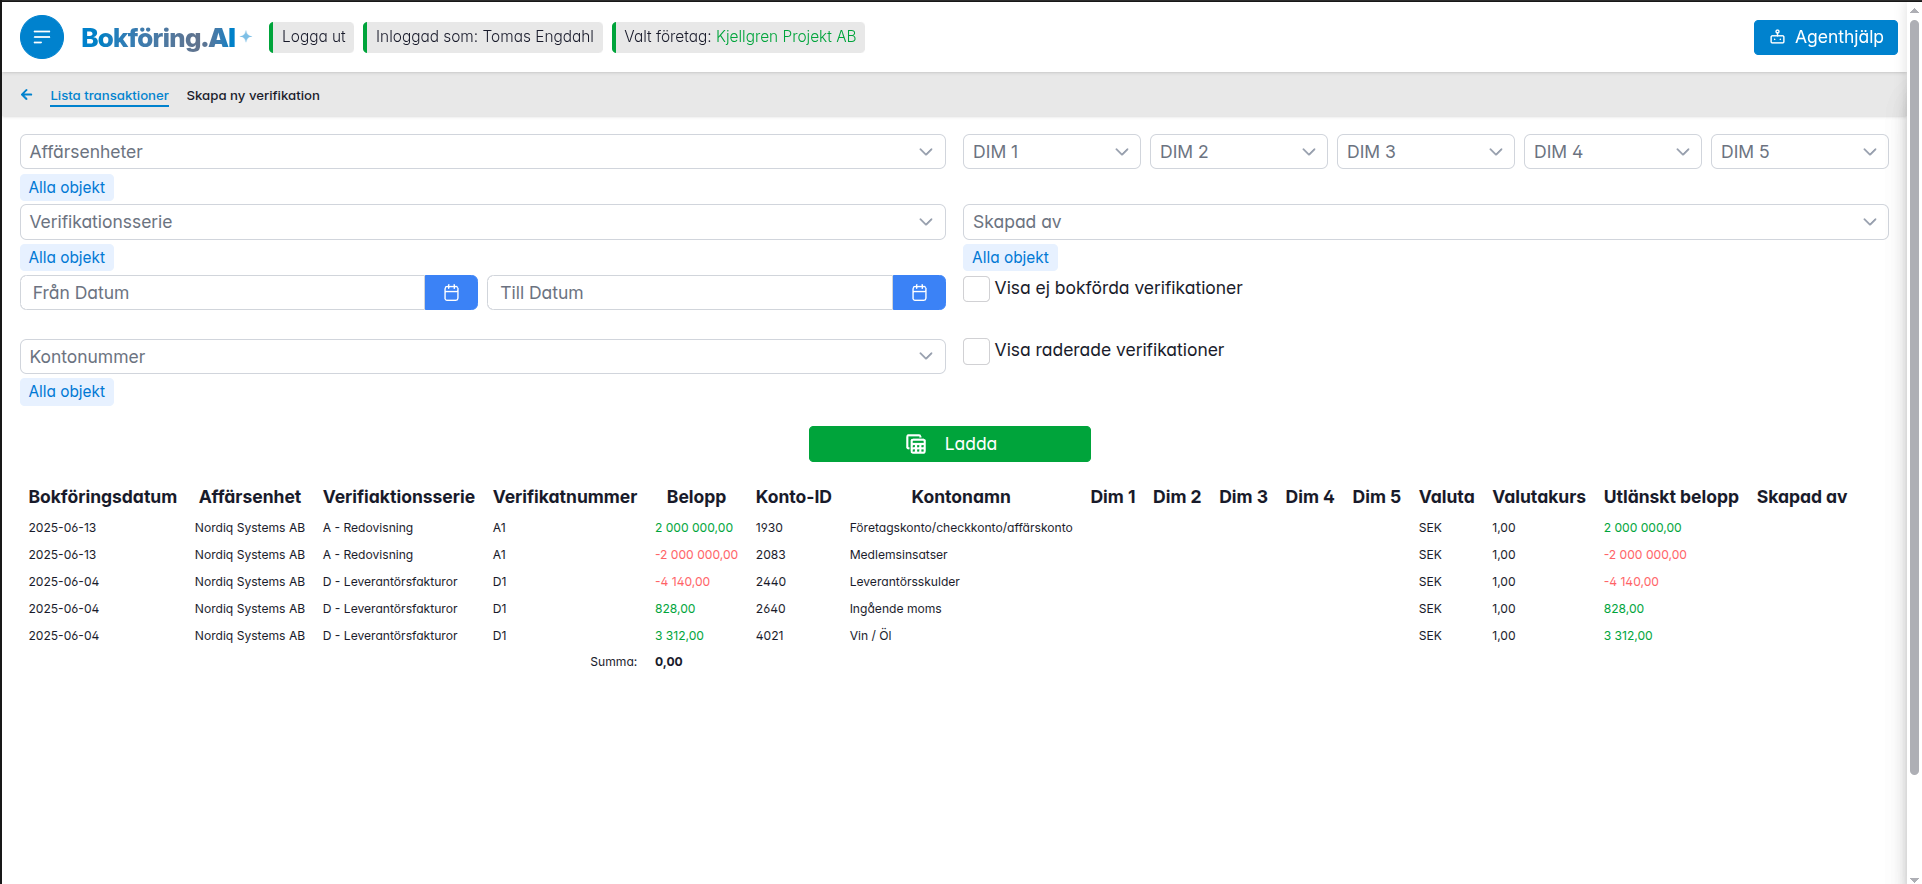 Bokföring.AI Logga ut Inloggad som: Tomas Engdahl Valt företag: Kjellgren Projekt AB Agenthjälp
Lista transaktioner Skapa ny verifikation
Affärsenheter DIM 1 DIM 2 DIM 3 DIM 4 DIM 5
Alla objekt
Verifikationsserie Skapad av
Alla objekt Alla objekt
Från Datum Till Datum Visa ej bokförda verifikationer
Kontonummer Visa raderade verifikationer
Alla objekt
Ladda
Bokföringsdatum Affärsenhet Verifiaktionsserie Verifikatnummer Belopp Konto-ID Kontonamn Dim 1 Dim 2 Dim 3 Dim 4 Dim 5 Valuta Valutakurs Utlänskt belopp Skapad av
2025-06-13 Nordiq Systems AB A - Redovisning A1 2 000 000,00 1930 Företagskonto/checkkonto/affärskonto SEK 1,00 2 000 000,00
2025-06-13 Nordiq Systems AB A - Redovisning A1 -2 000 000,00 2083 Medlemsinsatser SEK 1,00 -2 000 000,00
2025-06-04 Nordiq Systems AB D - Leverantörsfakturor D1 -4 140,00 2440 Leverantörsskulder SEK 1,00 -4 140,00
2025-06-04 Nordiq Systems AB D - Leverantörsfakturor D1 828,00 2640 Ingående moms SEK 1,00 828,00
2025-06-04 Nordiq Systems AB D - Leverantörsfakturor D1 3 312,00 4021 Vin / Öl SEK 1,00 3 312,00
Summa: 0,00